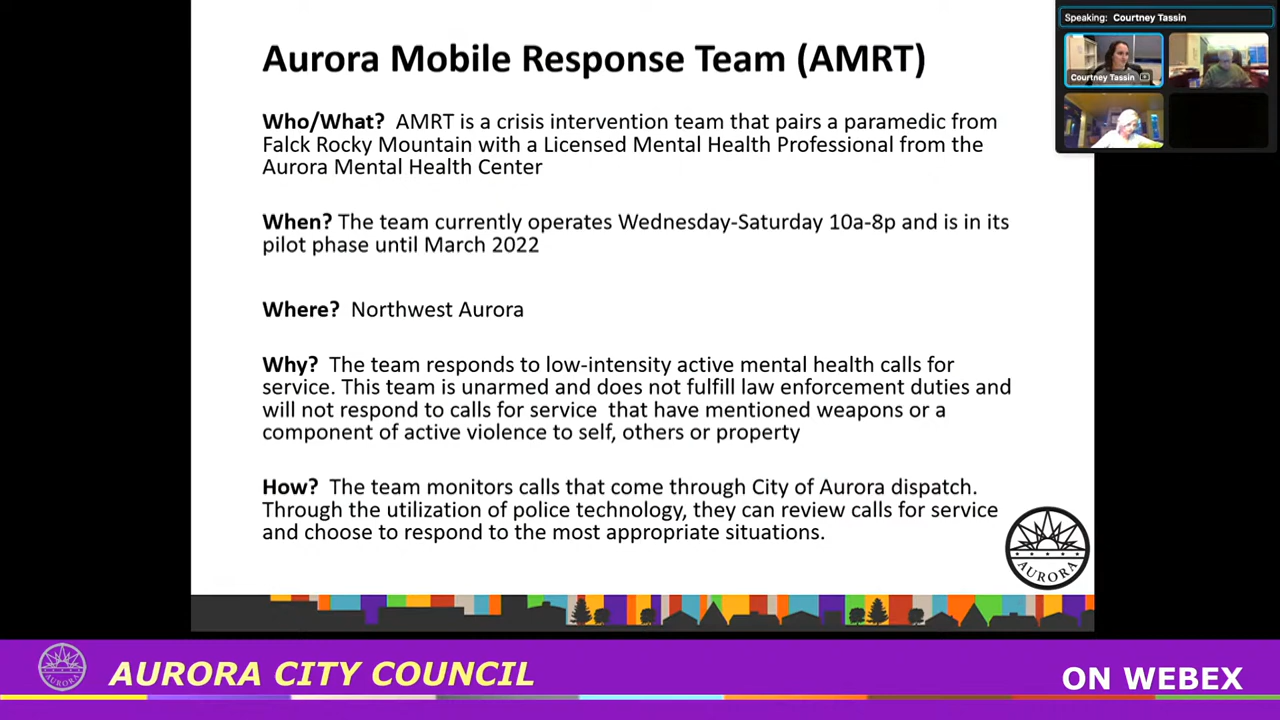 Aurora Mobile Response Team (AMRT)
Who/What? AMRT is a crisis intervention team that pairs a paramedic from
Falck Rocky Mountain with a Licensed Mental Health Professional from the
Aurora Mental Health Center
When? The team currently operates Wednesday-Saturday 10a-8p and is in its
pilot phase until March 2022
Where? Northwest Aurora
Why? The team responds to low-intensity active mental health calls for
service. This team is unarmed and does not fulfill law enforcement duties and
will not respond to calls for service that have mentioned weapons or a
component of active violence to self, others or property
How? The team monitors calls that come through City of Aurora dispatch.
Through the utilization of police technology, they can review calls for service
and choose to respond to the most appropriate situations.
AURORA
Speaking: Courtney Tassin
Courtney Tassin
AURORA
AURORA CITY COUNCIL
ON WEBEX